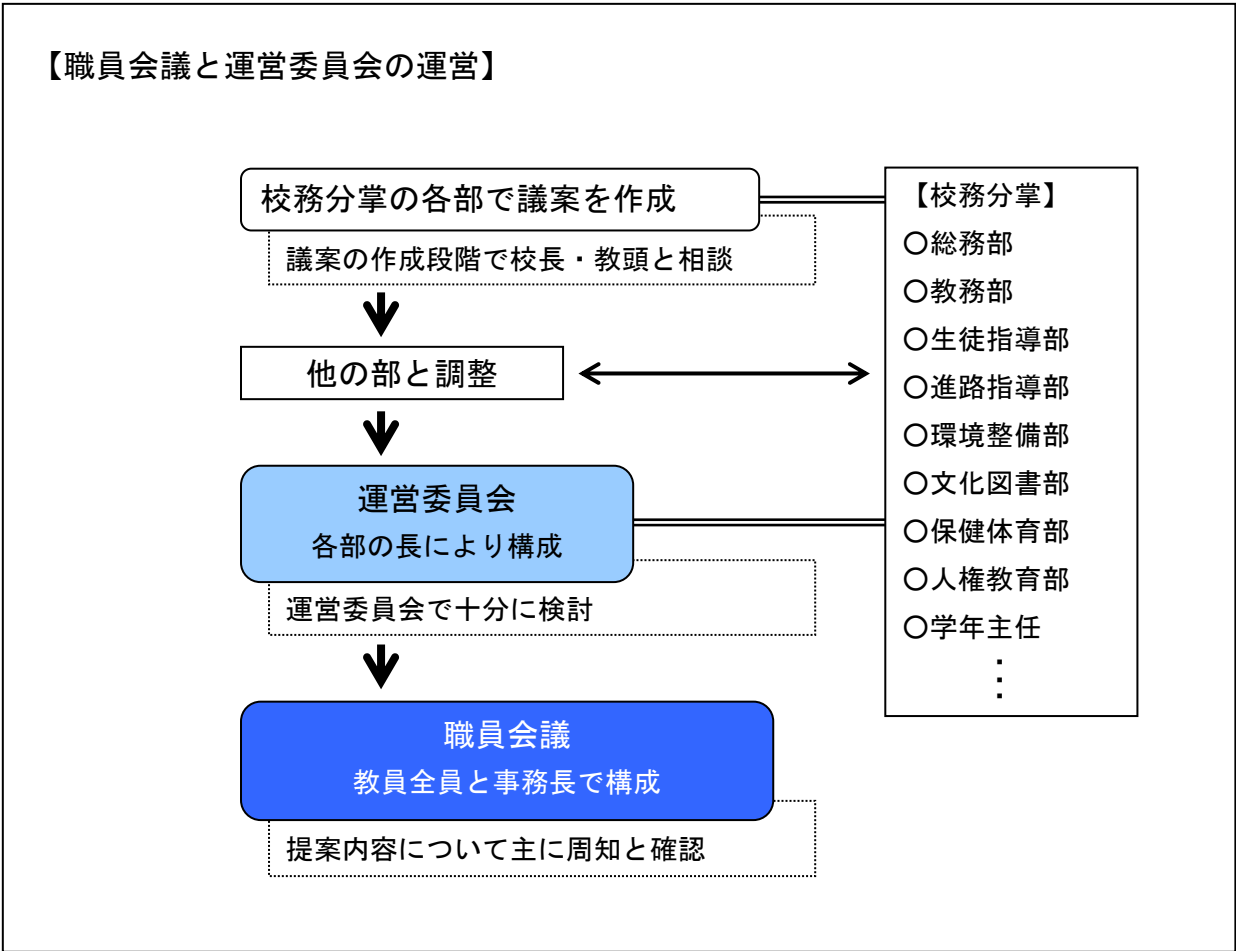 【職員会議と運営委員会の運営】
校務分掌の各部で議案を作成
議案の作成段階で校長・教頭と相談
他の部と調整
運営委員会
各部の長により構成
運営委員会で十分に検討
職員会議
教員全員と事務長で構成
提案内容について主に周知と確認
【校務分掌】
〇総務部
〇教務部
〇生徒指導部
〇進路指導部
〇環境整備部
〇文化図書部
〇保健体育部
〇人権教育部
〇学年主任
：